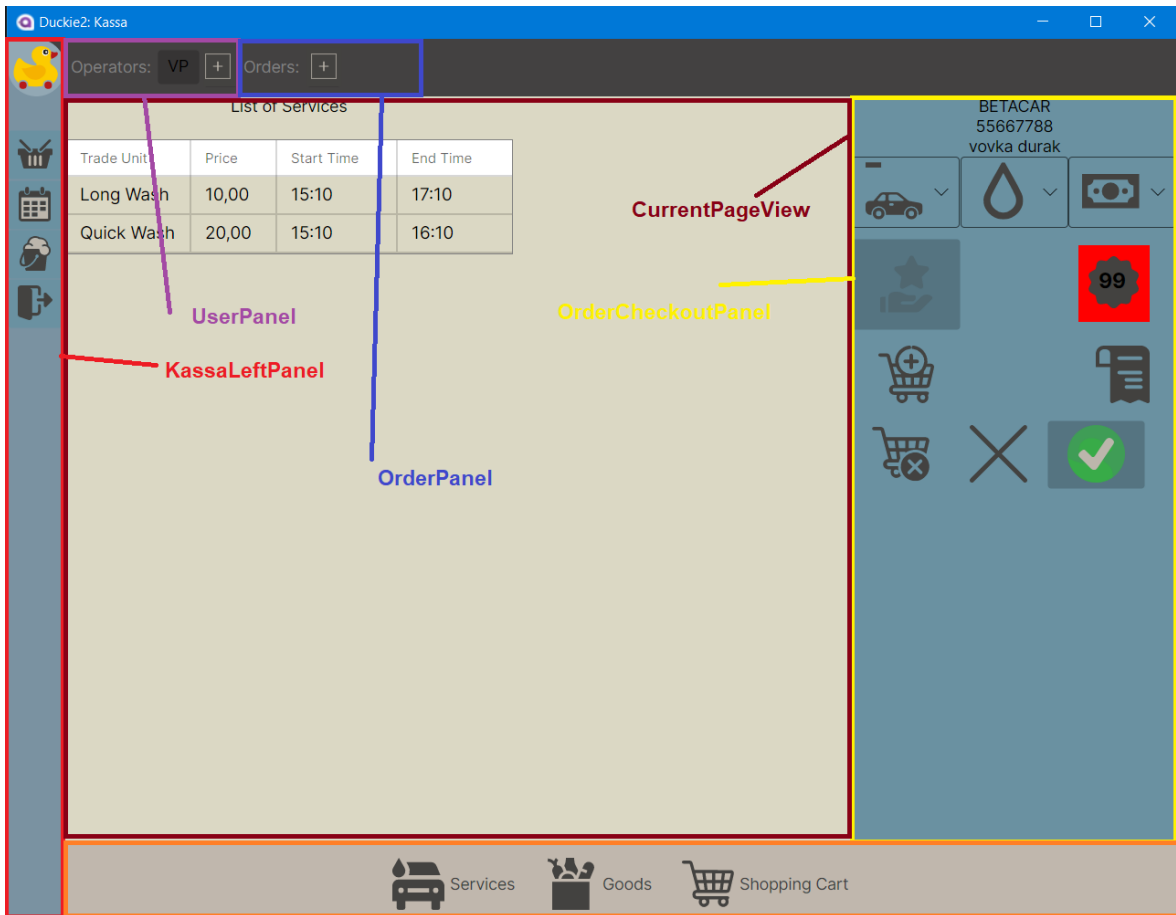 Duckie2: Kassa
Operators: VP + Orders: +
List of Services
Trade Unit Price Start Time End Time
Long Wash 10,00 15:10 17:10
Quick Wash 20,00 15:10 16:10
BETACAR
55667788
vovka durak
99
CurrentPageView
OrderCheckoutPanel
UserPanel
KassaLeftPanel
OrderPanel
Services Goods Shopping Cart